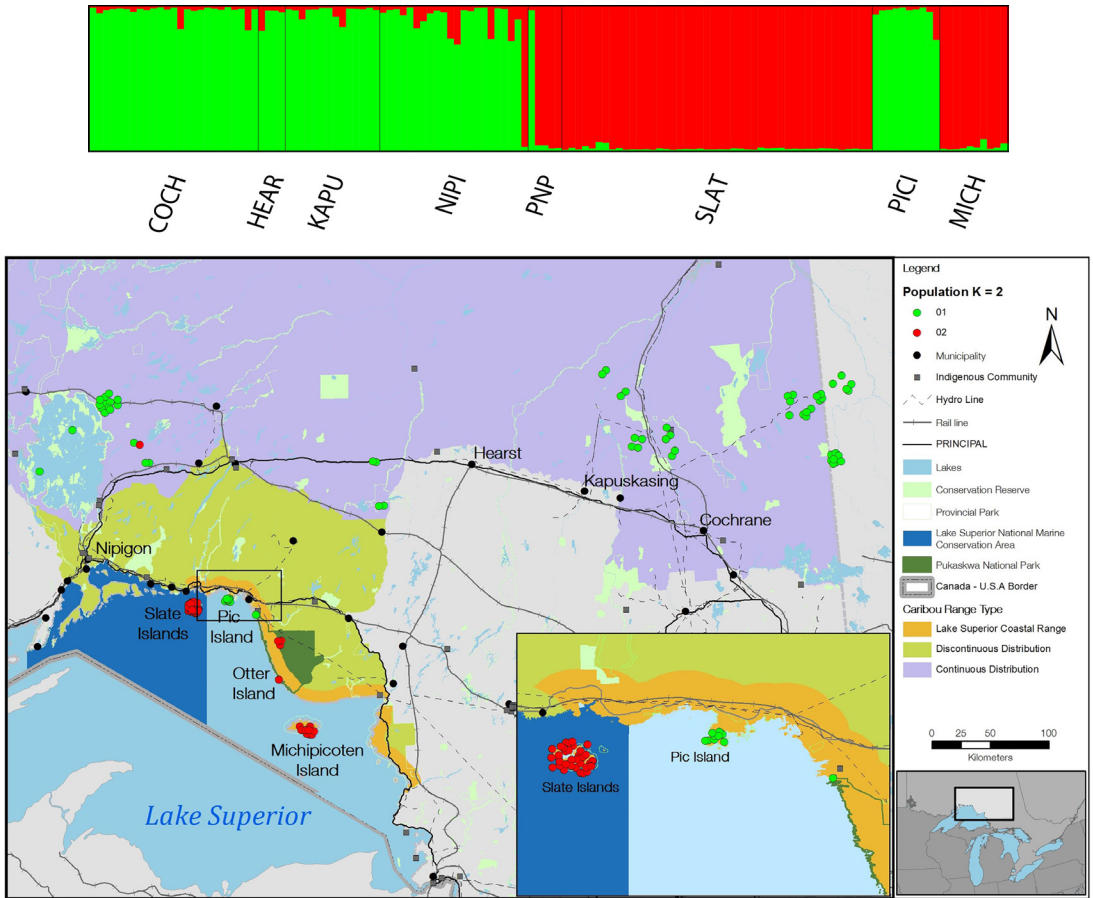 COCH
HEAR
KAPU
NIPI
PNP
SLAT
PICI
MICH
Hearst
Kapuskasing
Cochrane
Nipigon
Slate
Islands
Pic
Island
Otter
Island
Michipicoten
Island
Lake Superior
Slate Islands
Pic Island
Legend
Population K = 2
01
02
N
Municipality
Indigenous Community
Hydro Line
Rail line
PRINCIPAL
Lakes
Conservation Reserve
Provincial Park
Lake Superior National Marine
Conservation Area
Pukaskwa National Park
Canada - U.S.A Border
Caribou Range Type
Lake Superior Coastal Range
Discontinuous Distribution
Continuous Distribution
0 25 50 100
Kilometers